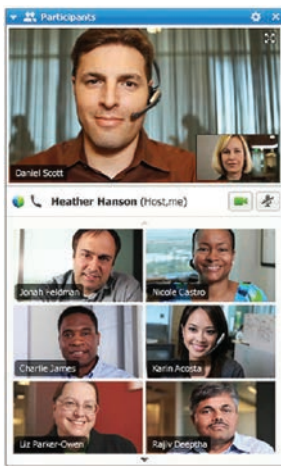 Participants
Daniel Scott
Heather Hanson (Host,me)
Jonah Feldman
Nicole Castro
Charlie James
Karin Acosta
Liz Parker-Owen
Rajiv Deeptha